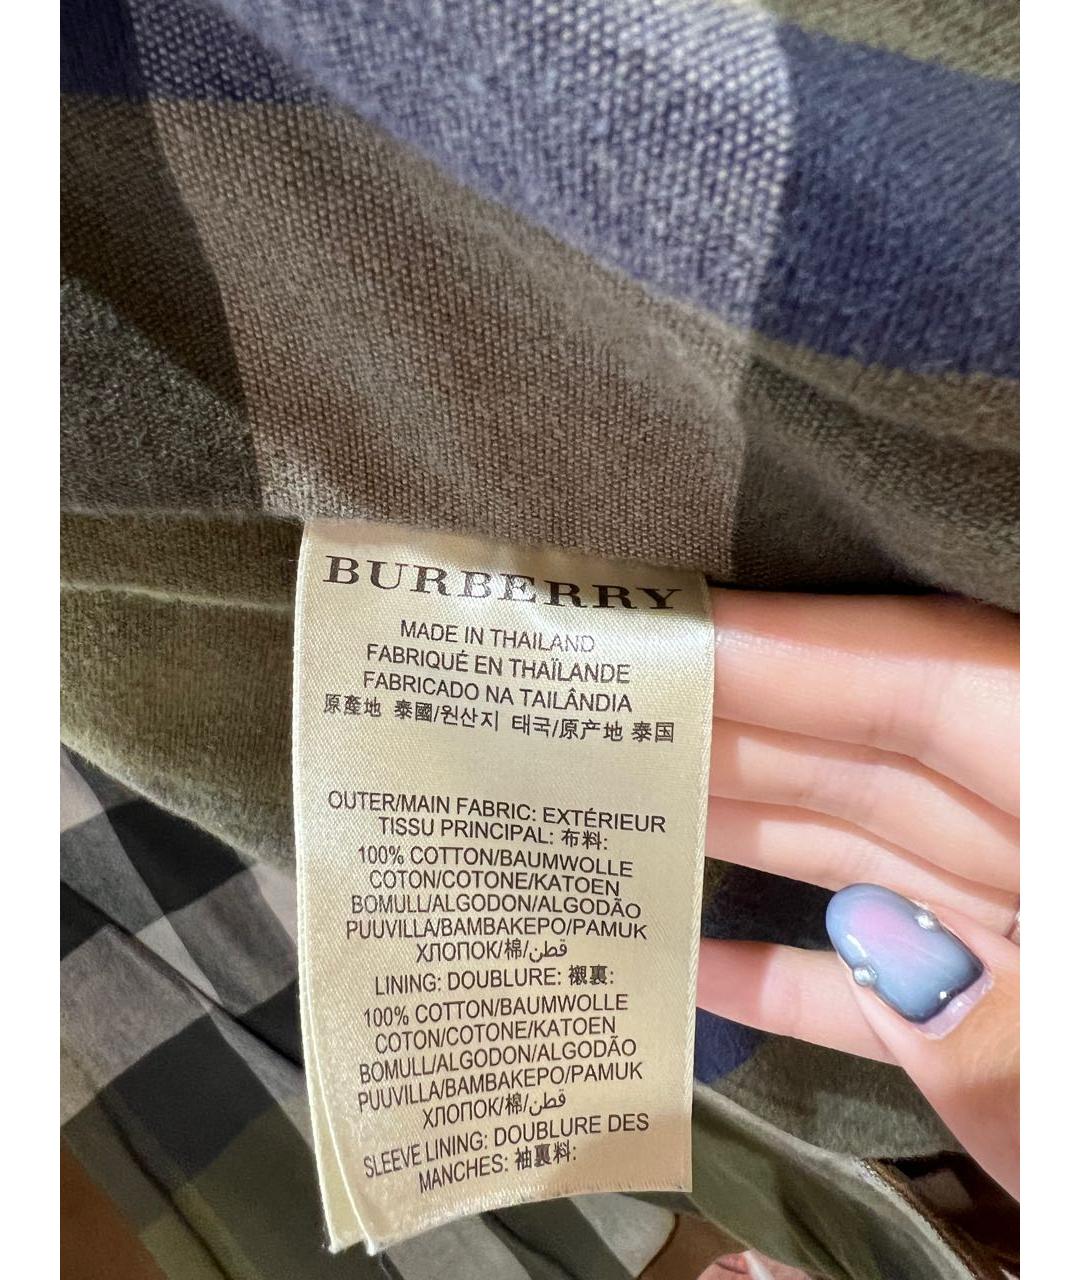 BURBERRY
MADE IN THAILAND
FABRIQUÉ EN THAÏLANDE
FABRICADO NA TAILÂNDIA
原產地 泰國/원산지 태국/原产地 泰国
OUTER/MAIN FABRIC: EXTÉRIEUR
TISSU PRINCIPAL: 布料:
100% COTTON/BAUMWOLLE
COTON/COTONE/KATOEN
BOMULL/ALGODON/ALGODÃO
PUUVILLA/BAMBAKEPO/PAMUK
ХЛОПОК/棉/قطن
LINING: DOUBLURE: 襯裏:
100% COTTON/BAUMWOLLE
COTON/COTONE/KATOEN
BOMULL/ALGODON/ALGODÃO
PUUVILLA/BAMBAKEPO/PAMUK
ХЛОПОК/棉/قطن
SLEEVE LINING: DOUBLURE DES
MANCHES: 袖裏料: